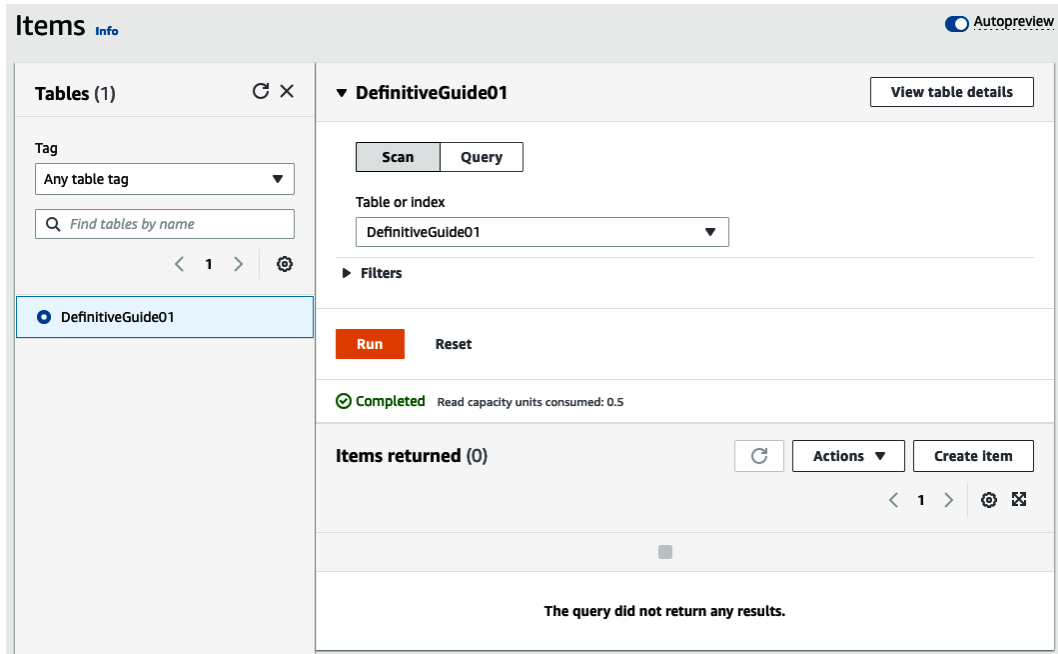 Items Info
Autopreview
Tables (1)
Tag
Any table tag
Find tables by name
1
DefinitiveGuide01
DefinitiveGuide01
View table details
Scan Query
Table or index
DefinitiveGuide01
Filters
Run Reset
Completed Read capacity units consumed: 0.5
Items returned (0)
Actions Create item
1
The query did not return any results.